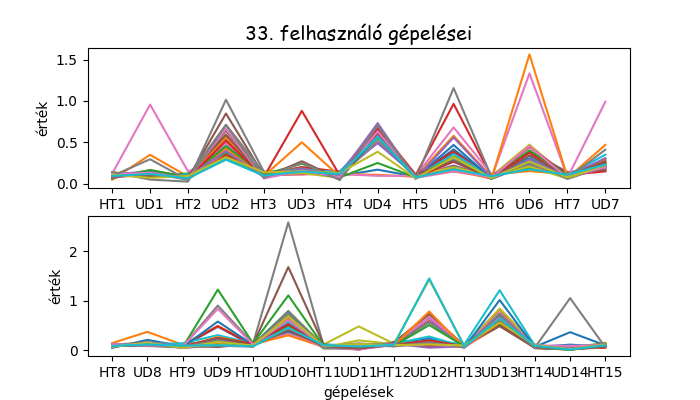 33. felhasználó gépelései
1.5
1.0
0.5
0.0
érték
HT1 UD1 HT2 UD2 HT3 UD3 HT4 UD4 HT5 UD5 HT6 UD6 HT7 UD7
2
1
0
érték
HT8 UD8 HT9 UD9 HT10 UD10 HT11 UD11 HT12 UD12 HT13 UD13 HT14 UD14 HT15
gépelések